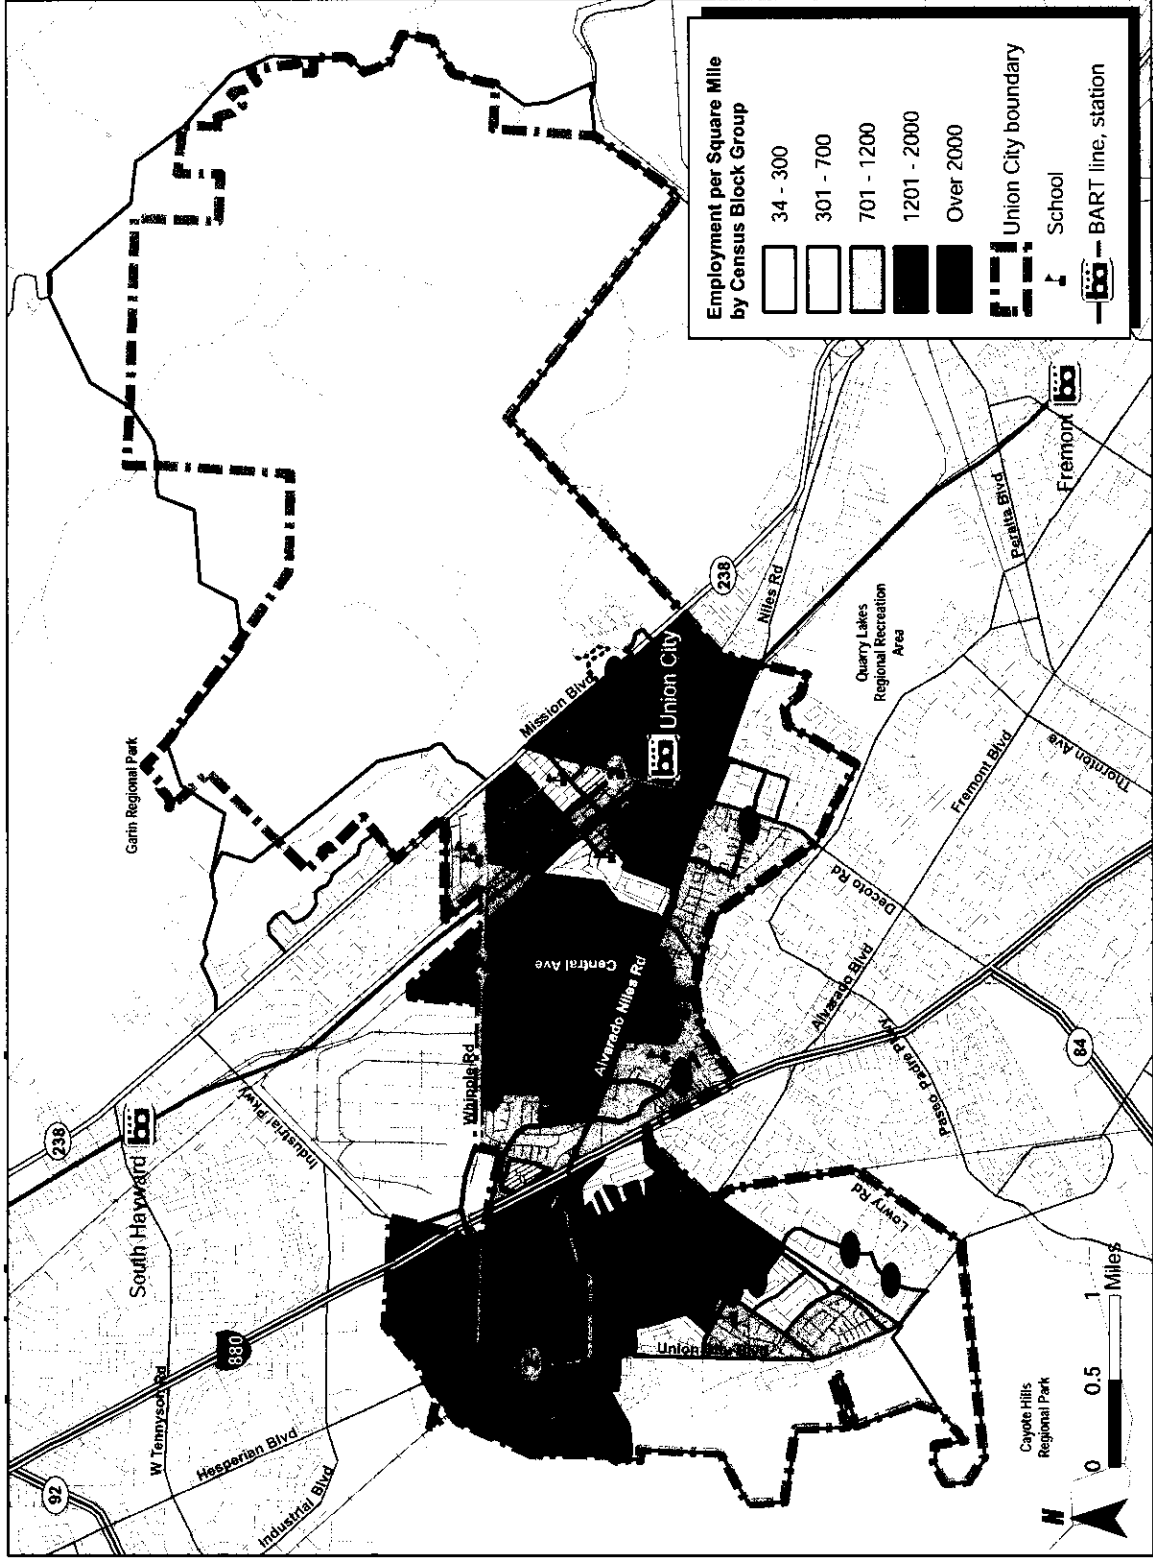 Employment per Square Mile
by Census Block Group
34 - 300
301 - 700
701 - 1200
1201 - 2000
Over 2000
Union City boundary
School
BART line, station
Garin Regional Park
238
South Hayward
Industrial Pkwy
W Tennyson Rd
880
92
Hesperian Blvd
Industrial Blvd
Whipple Rd
Central Ave
Alvarado Niles Rd
Mission Blvd
Union City
238
Niles Rd
Quarry Lakes
Regional Recreation
Area
Peralta Blvd
Fremont
Fremont Blvd
Thornton Ave
Decoto Rd
Alvarado Blvd
Paseo Padre Pkwy
84
Lowry Rd
Union
Blvd
Cayote Hills
Regional Park
0 0.5 1
Miles
N